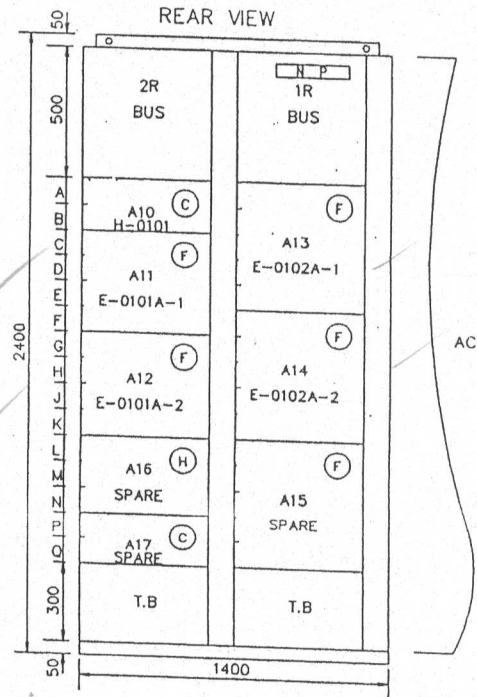 REAR VIEW
50
2R
BUS
N P
1R
BUS
500
A
B
C
D
E
F
G
H
J
K
L
M
N
P
Q
2400
A10
C
H-0101
A11
F
E-0101A-1
A12
F
E-0101A-2
A16
H
SPARE
A17
C
SPARE
T.B
F
A13
E-0102A-1
F
A14
E-0102A-2
F
A15
SPARE
T.B
300
50
1400
AC